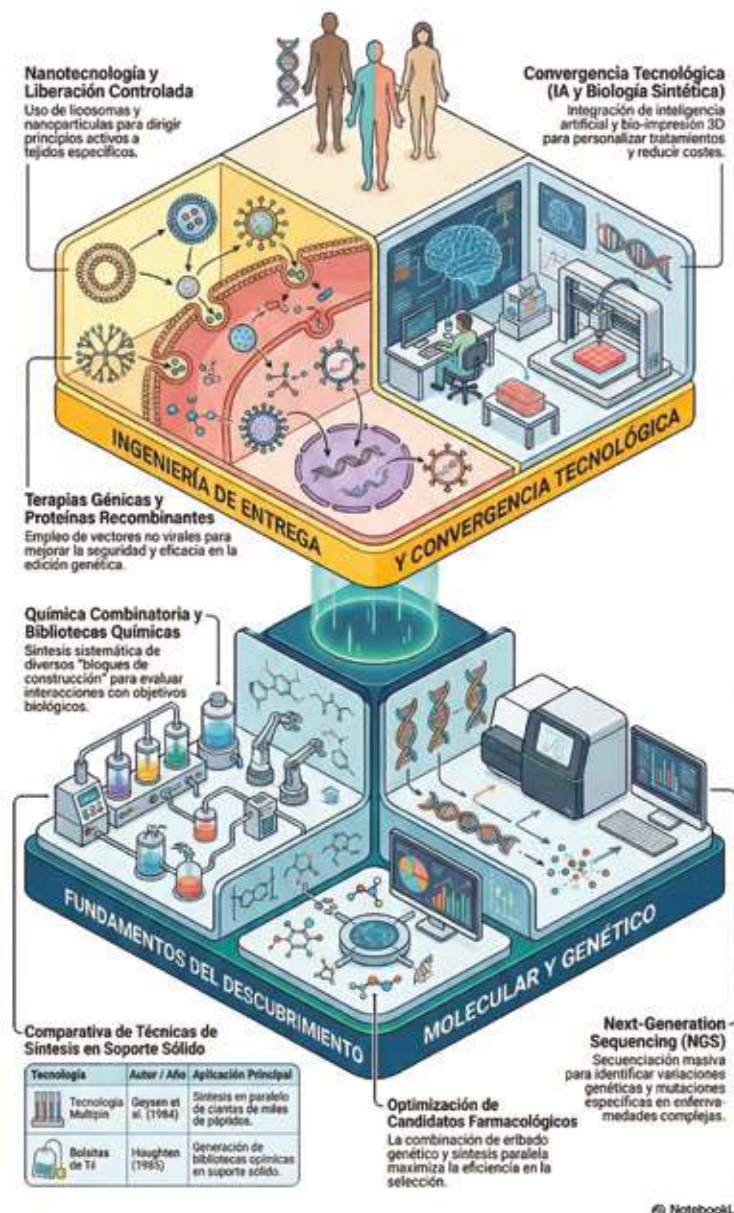 Nanotecnología y
Liberación Controlada
Uso de licosomas y
nanopartículas para dirigir
principios activos a
tejidos específicos.
Convergencia Tecnológica
(IA y Biología Sintética)
Integración de inteligencia
artificial y bio-impresión 3D
para personalizar tratamientos
y reducir costes.
INGENIERÍA DE ENTREGA
Y CONVERGENCIA TECNOLÓGICA
Terapias Génicas y
Proteínas Recombinantes
Empleo de vectores no virales para
mejorar la seguridad y eficacia en la
edición genética.
Química Combinatoria y
Bibliotecas Químicas
Síntesis sistemática de
diversos "bloques de
construcción" para evaluar
interacciones con objetivos
biológicos.
FUNDAMENTOS DEL DESCUBRIMIENTO
MOLECULAR Y GENÉTICO
Comparativa de Técnicas de
Síntesis en Soporte Sólido
Tecnología Autor / Año Aplicación Principal
Tecnología Geysen et Síntesis en paralelo
Multipin al. (1984) de cientas de miles
de péptidos.
Bolsitas Houghten Generación de
de Té (1985) bibliotecas
en soporte sólido.
Optimización de
Candidatos Farmacológicos
La combinación de
genético y síntesis paralela
maximiza la eficiencia en la
selección.
Next-Generation
Sequencing (NGS)
Secuenciación masiva
para identificar variaciones
genéticas y mutaciones
específicas en enferme-
medades complejas.
NotebookL